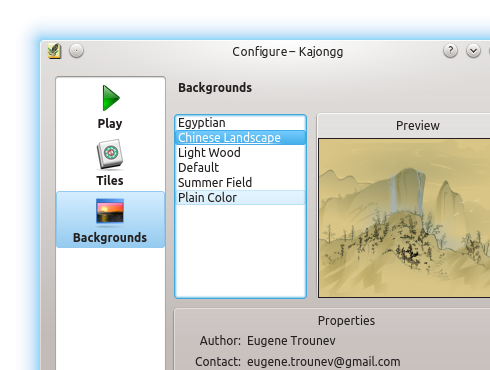 Configure – Kajongg
?
Play
Tiles
Backgrounds
Backgrounds
Egyptian
Chinese Landscape
Light Wood
Default
Summer Field
Plain Color
Preview
Properties
Author: Eugene Trounev
Contact: eugene.trounev@gmail.com